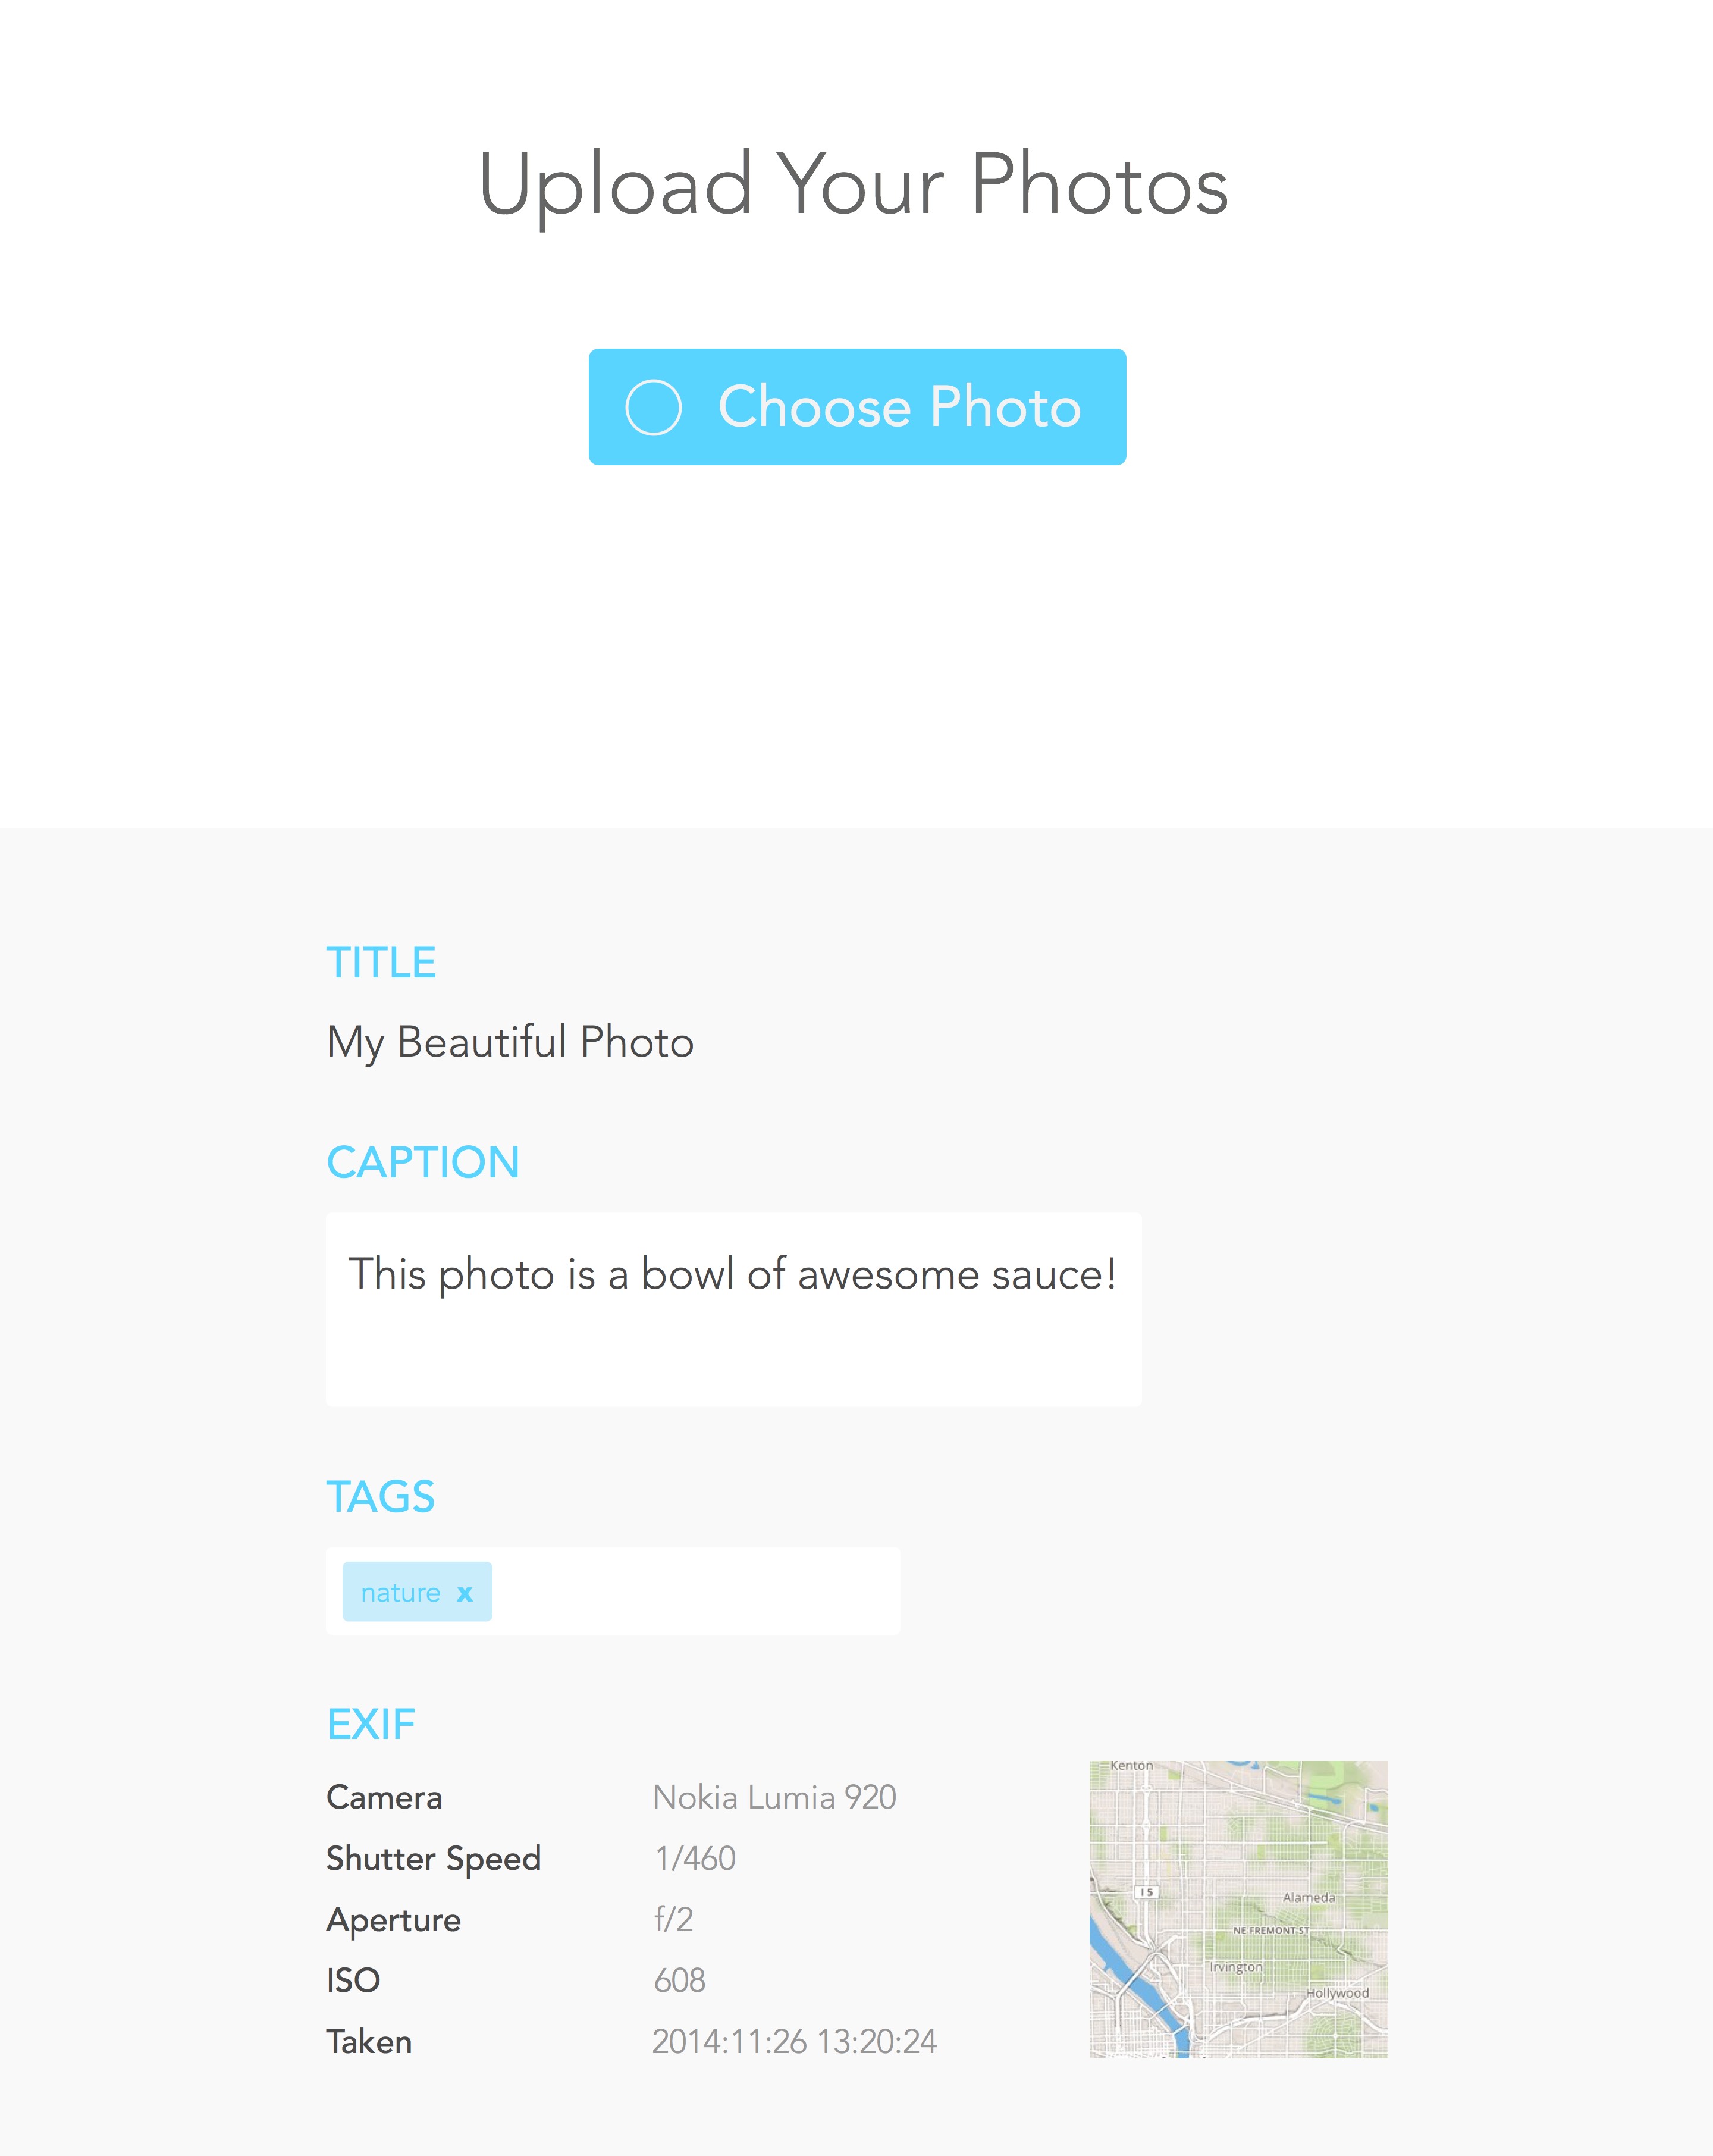 Upload Your Photos
Choose Photo
TITLE
My Beautiful Photo
CAPTION
This photo is a bowl of awesome sauce!
TAGS
nature x
EXIF
Camera Nokia Lumia 920
Shutter Speed 1/460
Aperture f/2
ISO 608
Taken 2014:11:26 13:20:24
Kenton
I 5
Alameda
NE FREMONT ST
Irvington
Hollywood